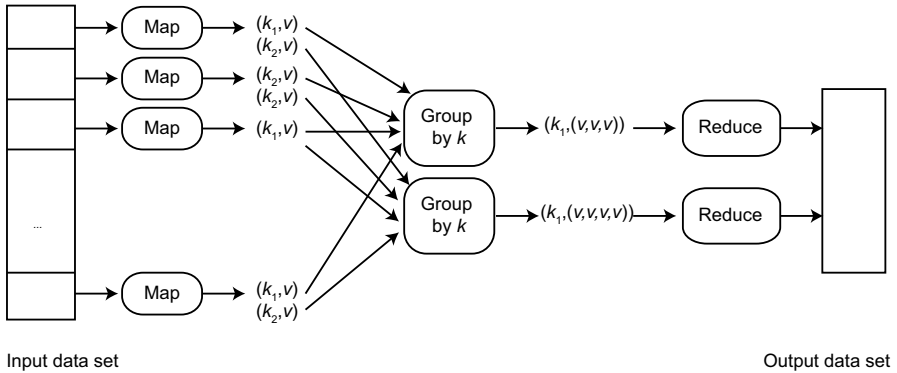 Map
(k₁,v)
(k₂,v)
Map
(k₂,v)
(k₂,v)
Map
(k₁,v)
...
Map
(k₁,v)
(k₂,v)
Group
by k
(k₁,(v,v,v))
Reduce
Group
by k
(k₁,(v,v,v,v))
Reduce
Input data set
Output data set